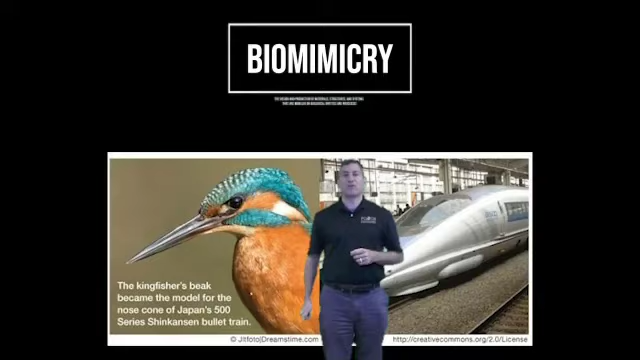 BIOMIMICRY
The kingfisher's beak
became the model for the
nose cone of Japan's 500
Series Shinkansen bullet train.
© Jltfoto|Dreamstime.com
http://creativecommons.org/2.0/License